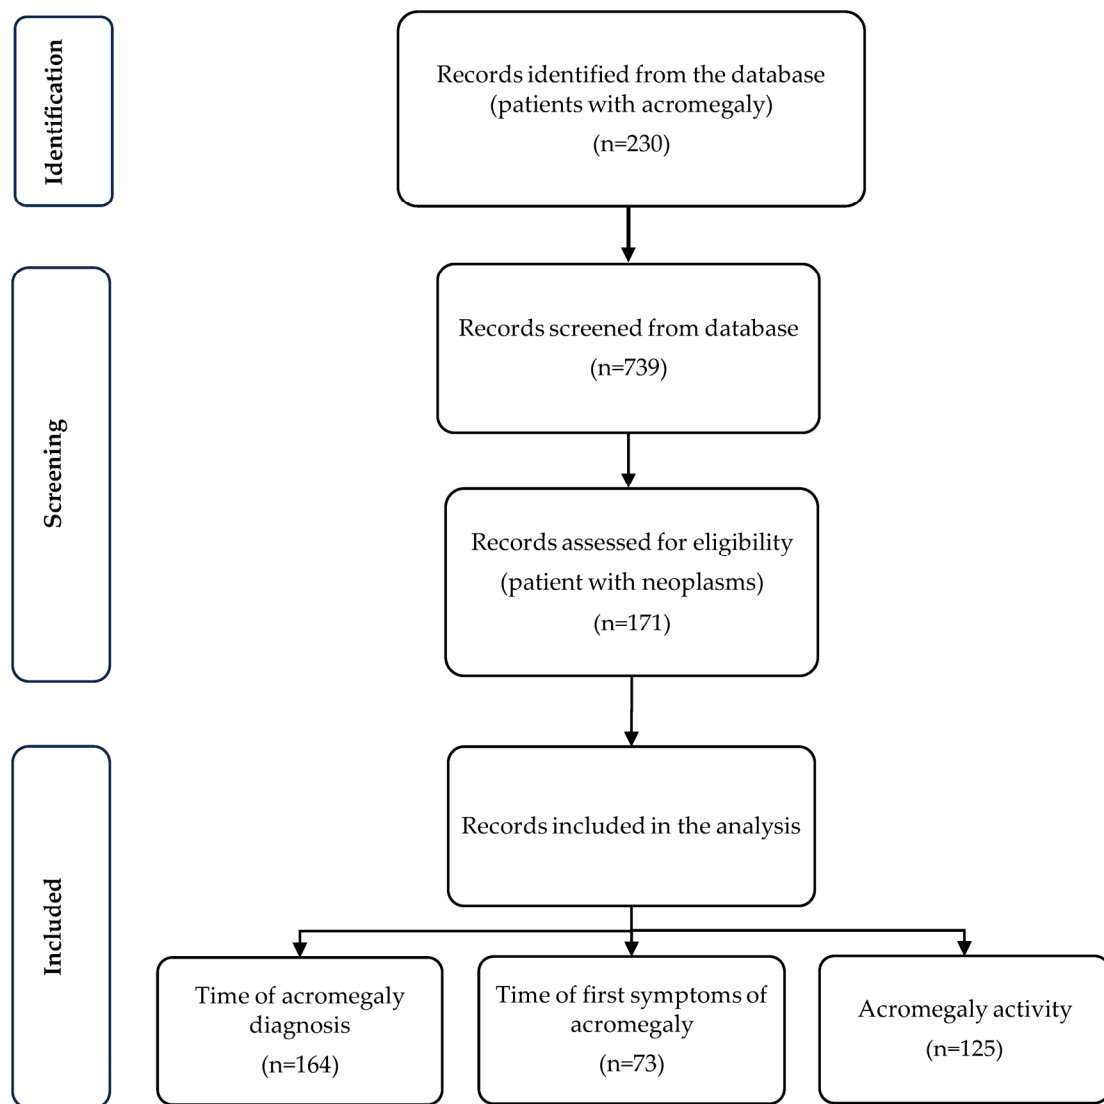 Identification
Records identified from the database
(patients with acromegaly)
(n=230)
Screening
Records screened from database
(n=739)
Records assessed for eligibility
(patient with neoplasms)
(n=171)
Included
Records included in the analysis
Time of acromegaly
diagnosis
(n=164)
Time of first symptoms of
acromegaly
(n=73)
Acromegaly activity
(n=125)